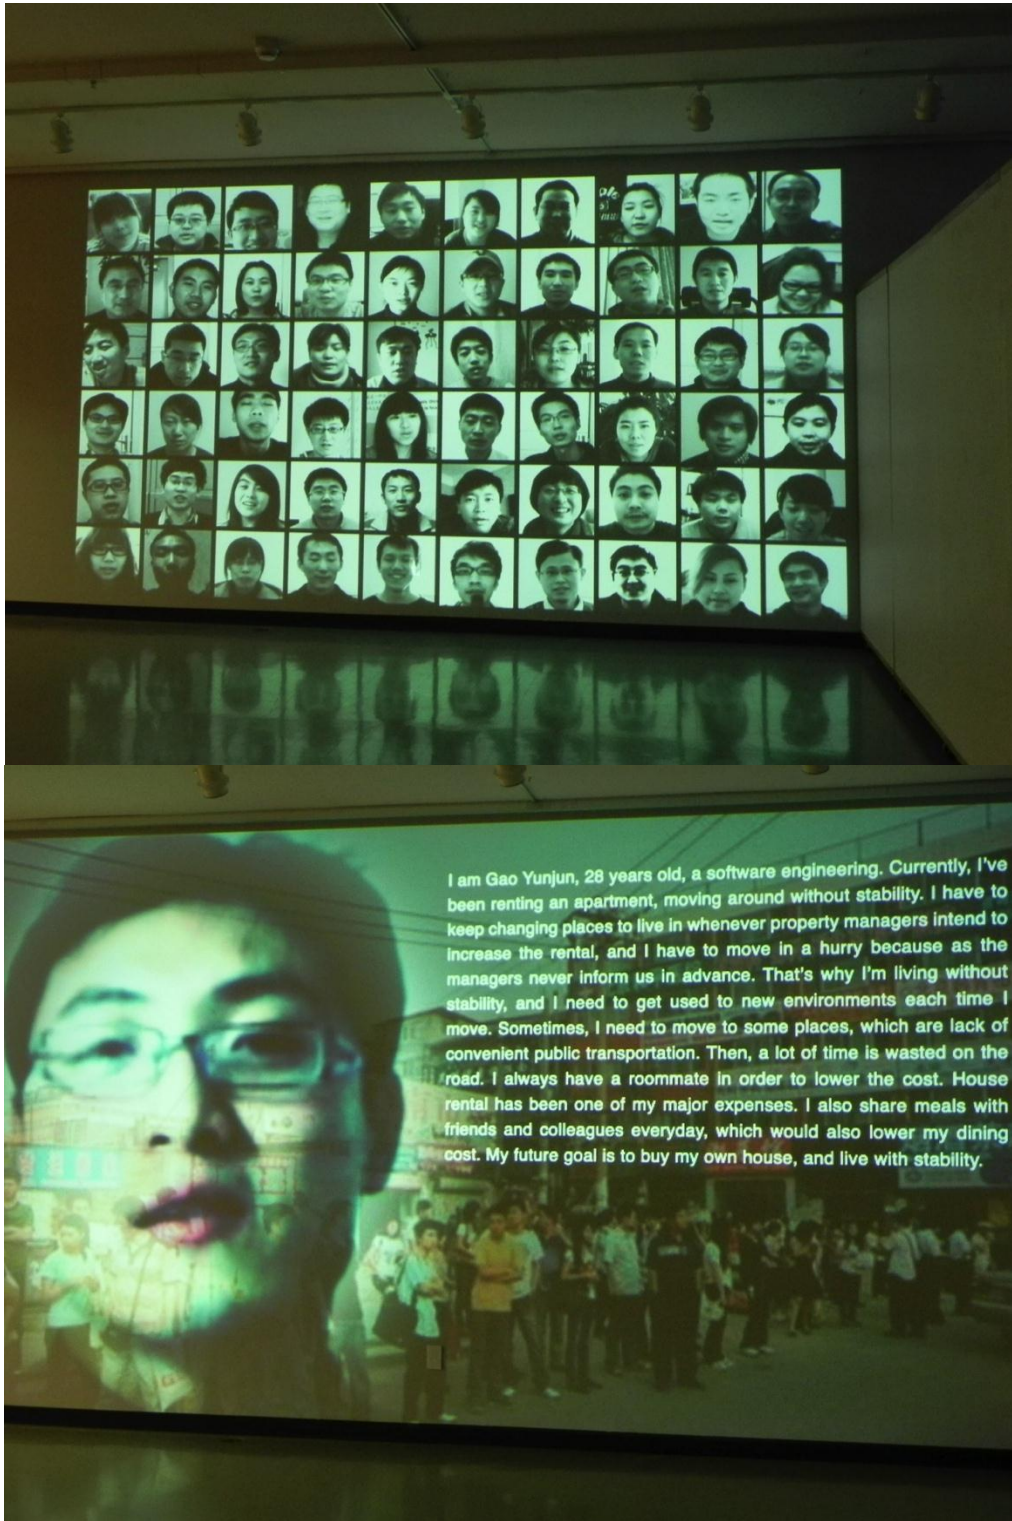 I am Gao Yunjun, 28 years old, a software engineering. Currently, I've
been renting an apartment, moving around without stability. I have to
keep changing places to live in whenever property managers intend to
increase the rental, and I have to move in a hurry because as the
managers never inform us in advance. That's why I'm living without
stability, and I need to get used to new environments each time I
move. Sometimes, I need to move to some places, which are lack of
convenient public transportation. Then, a lot of time is wasted on the
road. I always have a roommate in order to lower the cost. House
rental has been one of my major expenses. I also share meals with
friends and colleagues everyday, which would also lower my dining
cost. My future goal is to buy my own house, and live with stability.